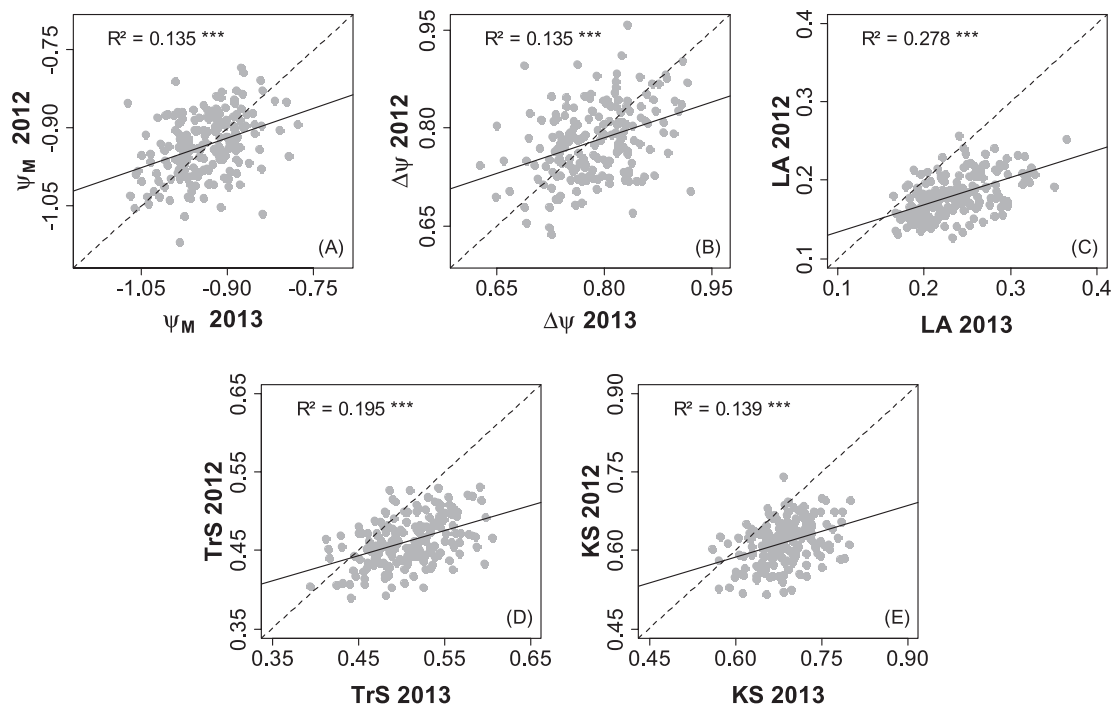 R² = 0.135 ***
ψM 2012
-0.75
-0.90
-1.05
(A)
-1.05 -0.90 -0.75
ψM 2013
R² = 0.135 ***
Δψ 2012
0.95
0.80
0.65
(B)
0.65 0.80 0.95
Δψ 2013
R² = 0.278 ***
LA 2012
0.4
0.3
0.2
0.1
(C)
0.1 0.2 0.3 0.4
LA 2013
R² = 0.195 ***
TrS 2012
0.65
0.55
0.45
0.35
(D)
0.35 0.45 0.55 0.65
TrS 2013
R² = 0.139 ***
KS 2012
0.90
0.75
0.60
0.45
(E)
0.45 0.60 0.75 0.90
KS 2013